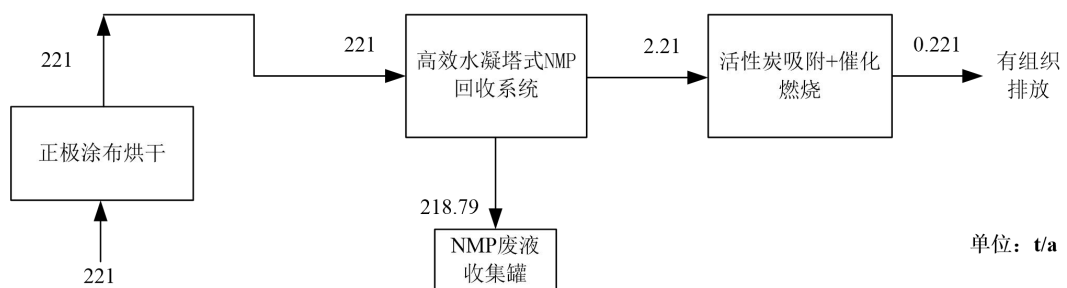 221
221
高效水凝塔式NMP
回收系统
2.21
活性炭吸附+催化
燃烧
0.221
有组织
排放
正极涂布烘干
218.79
221
NMP废液
收集罐
单位：t/a